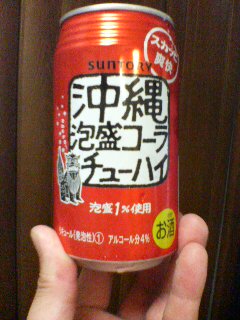 スカッと
爽快
SUNTORY
沖縄
泡盛コーラ
チューハイ
泡盛1%使用
お酒
リキュール(発泡性)① アルコール分4%